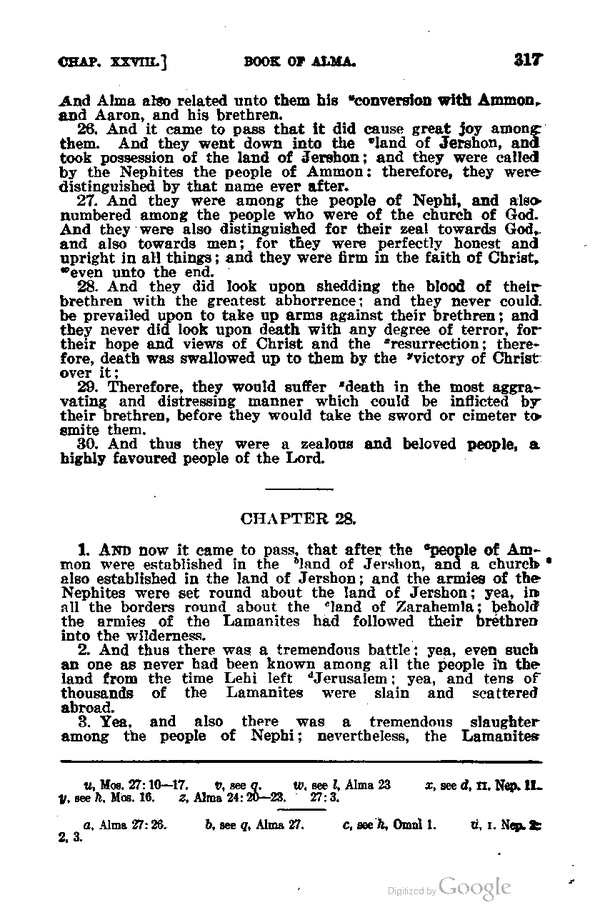 CHAP. XXVIII.] BOOK OF ALMA. 317
And Alma also related unto them his ᵘconversion with Ammon,
and Aaron, and his brethren.
26. And it came to pass that it did cause great joy among
them. And they went down into the ᵛland of Jershon, and
took possession of the land of Jershon; and they were called
by the Nephites the people of Ammon: therefore, they were
distinguished by that name ever after.
27. And they were among the people of Nephi, and also
numbered among the people who were of the church of God.
And they were also distinguished for their zeal towards God,
and also towards men; for they were perfectly honest and
upright in all things; and they were firm in the faith of Christ,
ʷeven unto the end.
28. And they did look upon shedding the blood of their
brethren with the greatest abhorrence; and they never could
be prevailed upon to take up arms against their brethren; and
they never did look upon death with any degree of terror, for
their hope and views of Christ and the ˣresurrection; there-
fore, death was swallowed up to them by the ʸvictory of Christ
over it;
29. Therefore, they would suffer ᶻdeath in the most aggra-
vating and distressing manner which could be inflicted by
their brethren, before they would take the sword or cimeter to
smite them.
30. And thus they were a zealous and beloved people, a
highly favoured people of the Lord.
CHAPTER 28.
1. AND now it came to pass, that after the ᵃpeople of Am-
mon were established in the ᵇland of Jershon, and a church
also established in the land of Jershon; and the armies of the
Nephites were set round about the land of Jershon; yea, in
all the borders round about the ᶜland of Zarahemla; behold
the armies of the Lamanites had followed their brethren
into the wilderness.
2. And thus there was a tremendous battle; yea, even such
an one as never had been known among all the people in the
land from the time Lehi left ᵈJerusalem; yea, and tens of
thousands of the Lamanites were slain and scattered
abroad.
3. Yea, and also there was a tremendous slaughter
among the people of Nephi; nevertheless, the Lamanites
u, Mos. 27:10—17. v, see q. w, see l, Alma 23 x, see d, II. Nep. 11.
y, see h, Mos. 16. z, Alma 24:20—23. 27:3.
a, Alma 27:26. b, see q, Alma 27. c, see h, Omni 1. d, I. Nep. 2:
2, 3.
Digitized by Google